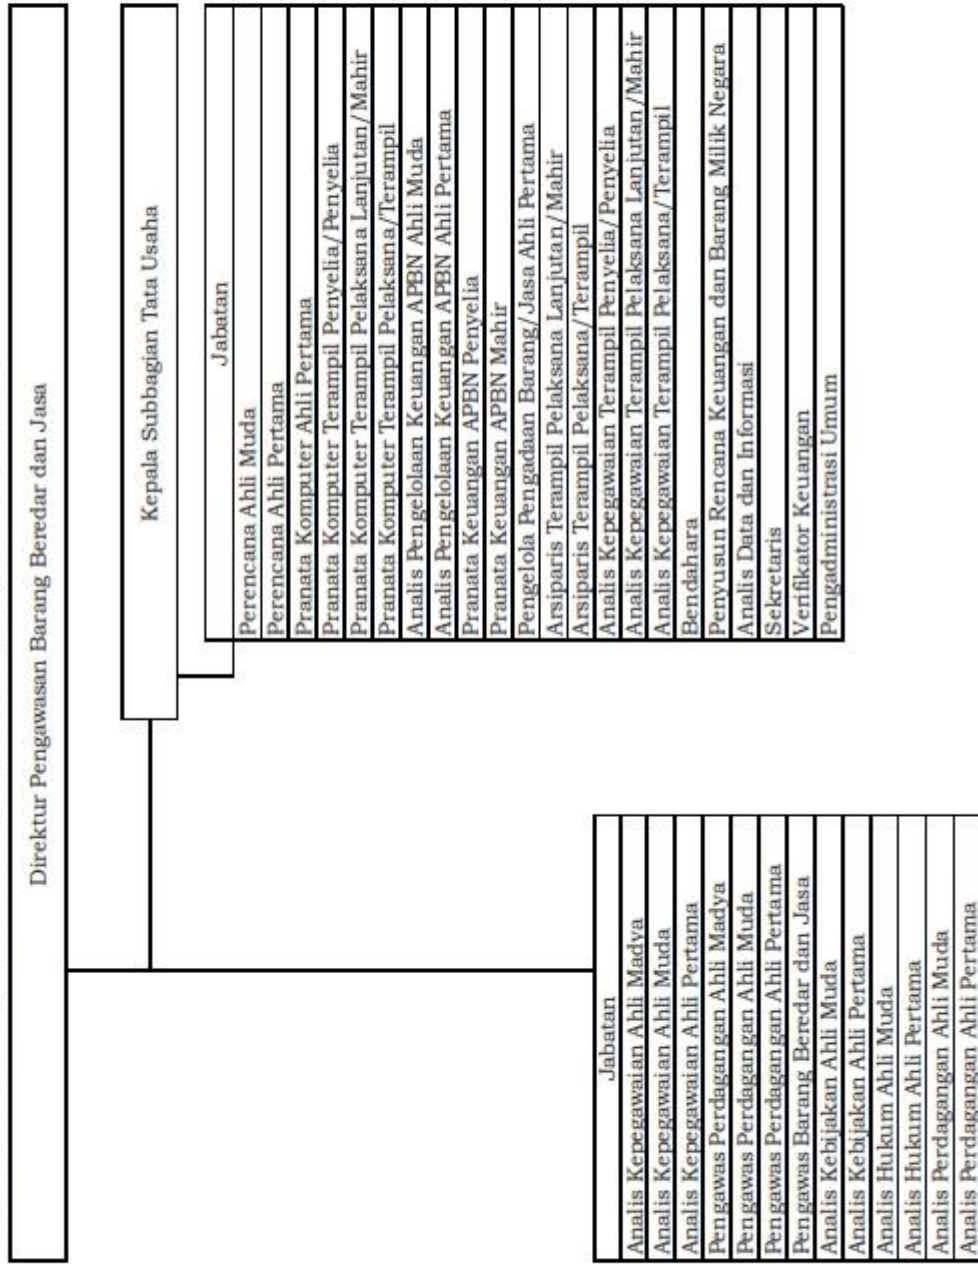 Direktur Pengawasan Barang Beredar dan Jasa
Kepala Subbagian Tata Usaha
Jabatan
Perencana Ahli Muda
Perencana Ahli Pertama
Pranata Komputer Ahli Pertama
Pranata Komputer Terampil Penyelia/Penyelia
Pranata Komputer Terampil Pelaksana Lanjutan/Mahir
Pranata Komputer Terampil Pelaksana/Terampil
Analis Pengelolaan Keuangan APBN Ahli Muda
Analis Pengelolaan Keuangan APBN Ahli Pertama
Pranata Keuangan APBN Penyelia
Pranata Keuangan APBN Mahir
Pengelola Pengadaan Barang/Jasa Ahli Pertama
Arsiparis Terampil Pelaksana Lanjutan/Mahir
Arsiparis Terampil Pelaksana/Terampil
Analis Kepegawaian Terampil Penyelia/Penyelia
Analis Kepegawaian Terampil Pelaksana Lanjutan/Mahir
Analis Kepegawaian Terampil Pelaksana/Terampil
Bendahara
Penyusun Rencana Keuangan dan Barang Milik Negara
Analis Data dan Informasi
Sekretaris
Verifikator Keuangan
Pengadministrasi Umum
Jabatan
Analis Kepegawaian Ahli Madya
Analis Kepegawaian Ahli Muda
Analis Kepegawaian Ahli Pertama
Pengawas Perdagangan Ahli Madya
Pengawas Perdagangan Ahli Muda
Pengawas Perdagangan Ahli Pertama
Pengawas Barang Beredar dan Jasa
Analis Kebijakan Ahli Muda
Analis Kebijakan Ahli Pertama
Analis Hukum Ahli Muda
Analis Hukum Ahli Pertama
Analis Perdagangan Ahli Muda
Analis Perdagangan Ahli Pertama